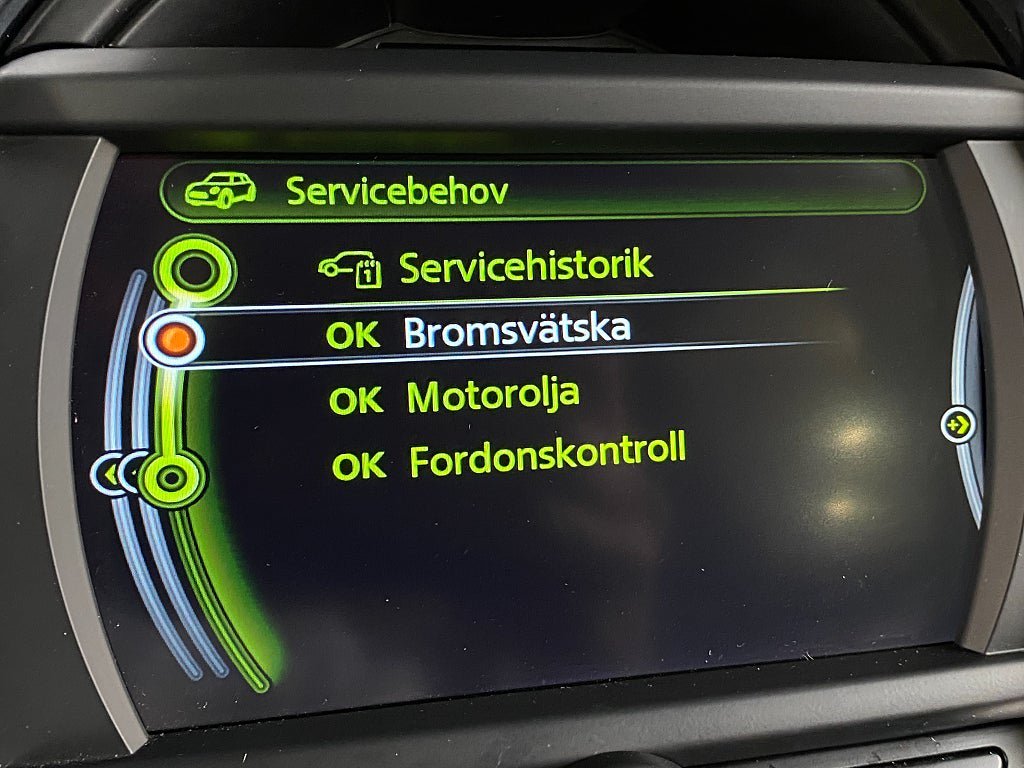 Servicebehov
Servicehistorik
OK Bromsvätska
OK Motorolja
OK Fordonskontroll